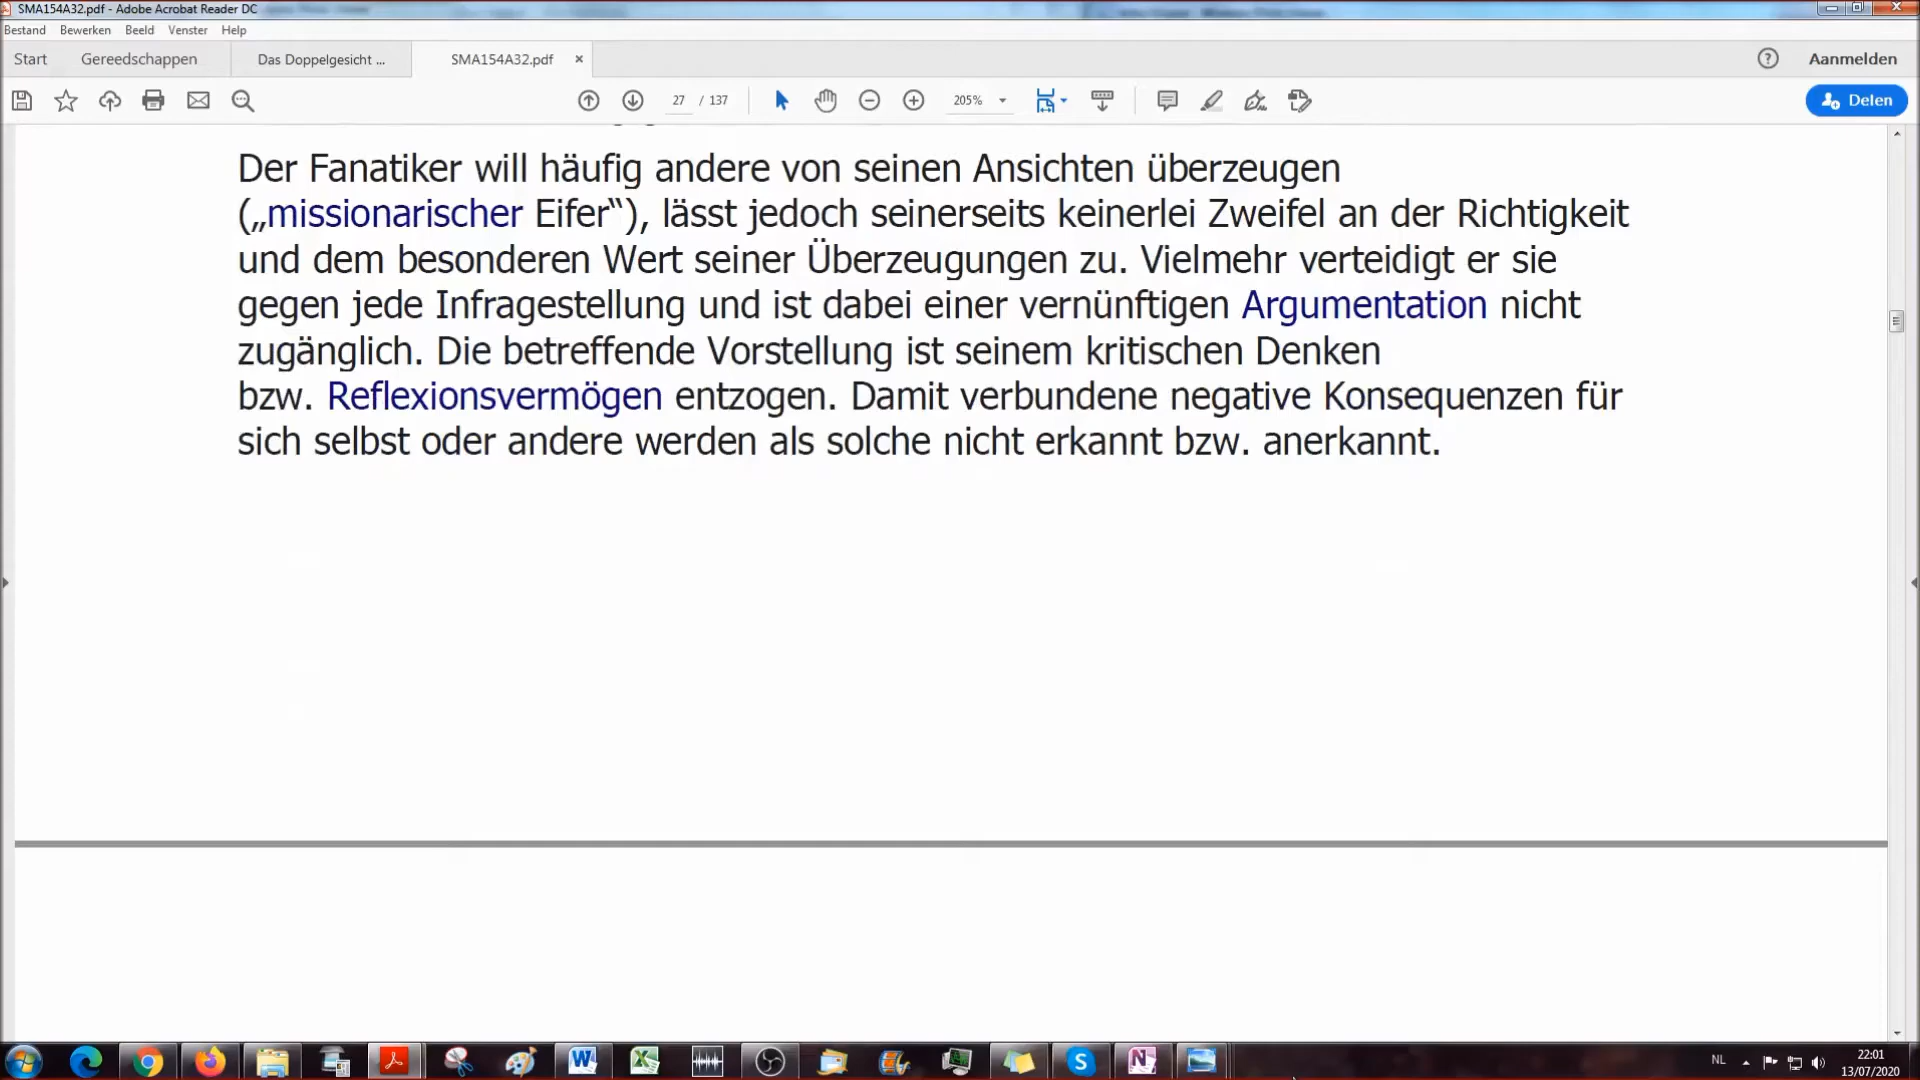 SMA154A32.pdf - Adobe Acrobat Reader DC
Bestand Bewerken Beeld Venster Help
Start Gereedschappen Das Doppelgesicht ... SMA154A32.pdf × Aanmelden
27 / 137 205% Delen
Der Fanatiker will häufig andere von seinen Ansichten überzeugen
(„missionarischer Eifer“), lässt jedoch seinerseits keinerlei Zweifel an der Richtigkeit
und dem besonderen Wert seiner Überzeugungen zu. Vielmehr verteidigt er sie
gegen jede Infragestellung und ist dabei einer vernünftigen Argumentation nicht
zugänglich. Die betreffende Vorstellung ist seinem kritischen Denken
bzw. Reflexionsvermögen entzogen. Damit verbundene negative Konsequenzen für
sich selbst oder andere werden als solche nicht erkannt bzw. anerkannt.
NL 22:01
13/07/2020